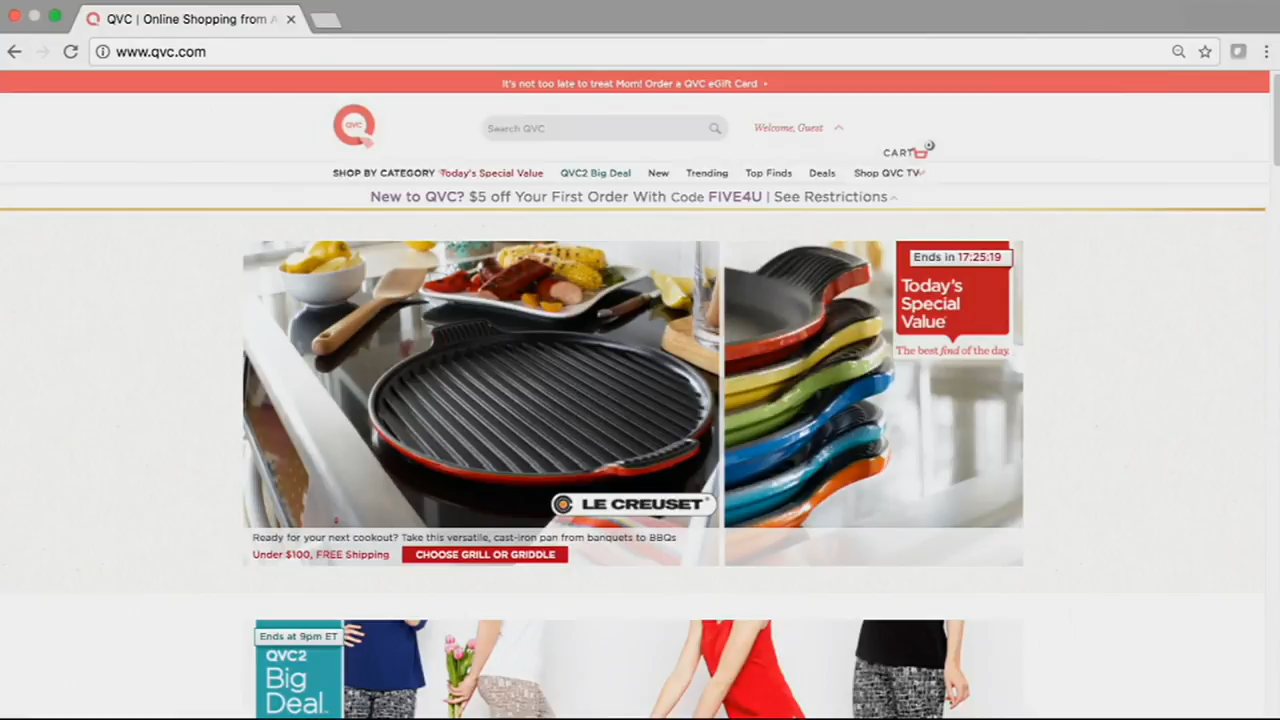 QVC | Online Shopping from A
www.qvc.com
It's not too late to treat Mom! Order a QVC eGift Card
QVC
Search QVC
Welcome, Guest
CART 0
SHOP BY CATEGORY Today's Special Value QVC2 Big Deal New Trending Top Finds Deals Shop QVC TV
New to QVC? $5 off Your First Order With Code FIVE4U | See Restrictions
Ends in 17:25:19
Today's
Special
Value
The best find of the day.
LE CREUSET
Ready for your next cookout? Take this versatile, cast-iron pan from banquets to BBQs
Under $100, FREE Shipping CHOOSE GRILL OR GRIDDLE
Ends at 9pm ET
QVC2
Big
Deal